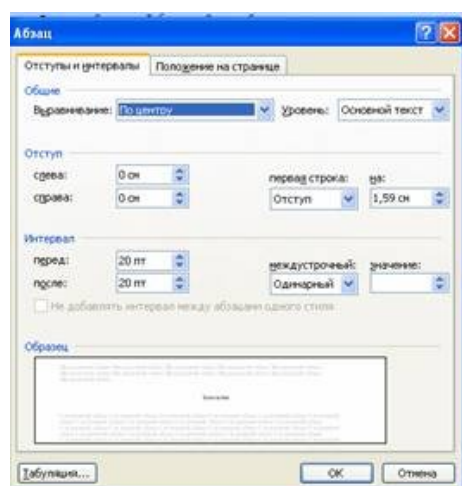 Абзац
Отступы и интервалы Положение на странице
Общие
Выравнивание: По центру Уровень: Основной текст
Отступ
слева: 0 см первая строка: на:
справа: 0 см Отступ 1,59 см
Интервал
перед: 20 пт междустрочный: значение:
после: 20 пт Одинарный
Не добавлять интервал между абзацами одного стиля
Образец
Табуляция... ОК Отмена